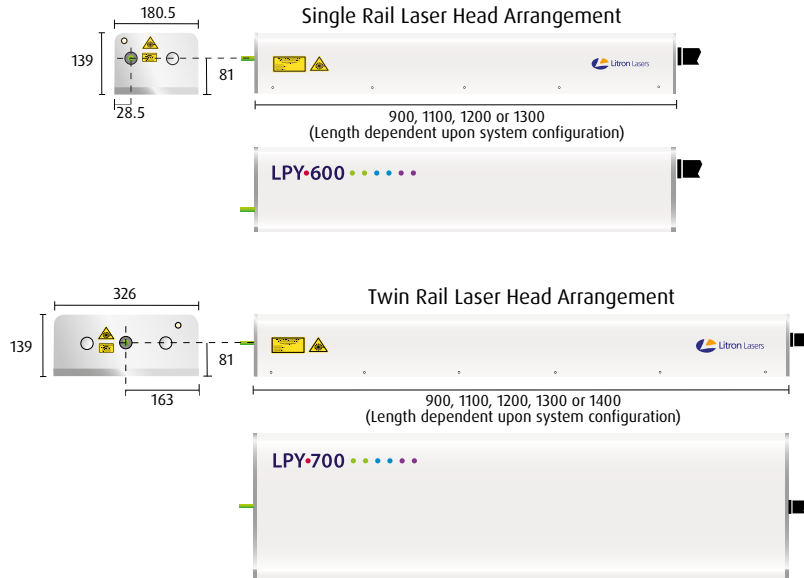 Single Rail Laser Head Arrangement
180.5
139
81
28.5
Litron Lasers
900, 1100, 1200 or 1300
(Length dependent upon system configuration)
LPY•600
Twin Rail Laser Head Arrangement
326
139
81
163
Litron Lasers
900, 1100, 1200, 1300 or 1400
(Length dependent upon system configuration)
LPY•700